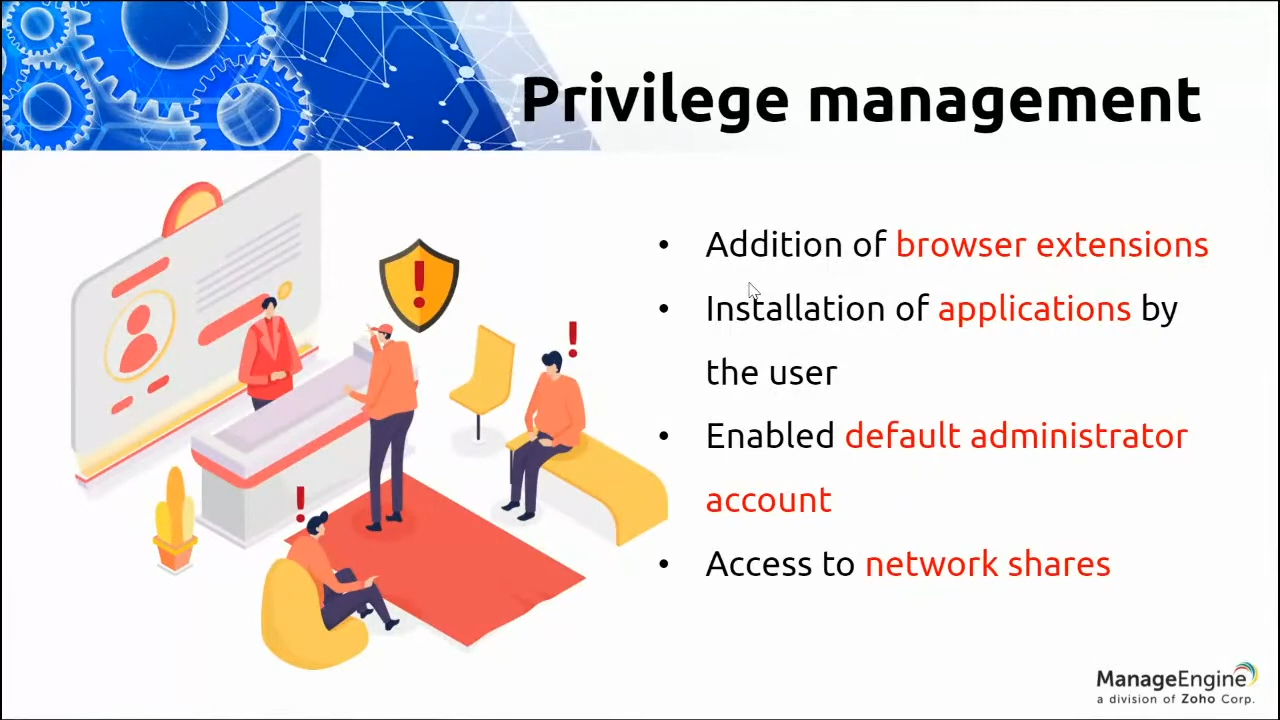 Privilege management
• Addition of browser extensions
• Installation of applications by
the user
• Enabled default administrator
account
• Access to network shares
ManageEngine
a division of Zoho Corp.